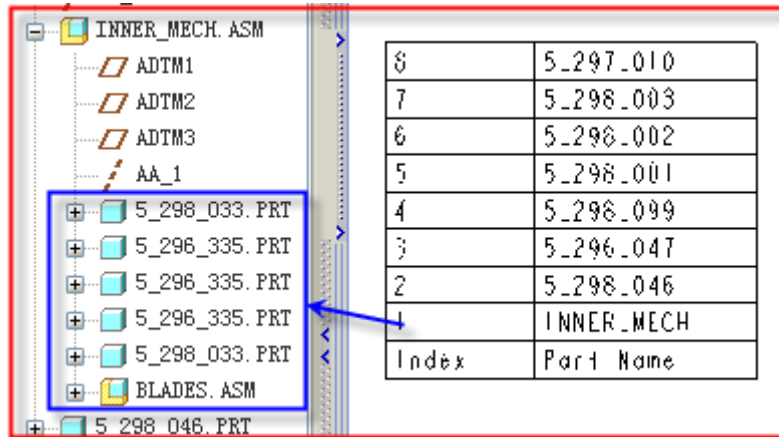 INNER_MECH.ASM
ADTM1
ADTM2
ADTM3
AA_1
5_298_033.PRT
5_296_335.PRT
5_296_335.PRT
5_296_335.PRT
5_298_033.PRT
BLADES.ASM
5_298_046.PRT
8 5_297_010
7 5_298_003
6 5_298_002
5 5_298_001
4 5_298_099
3 5_296_047
2 5_298_046
1 INNER_MECH
Index Part Name